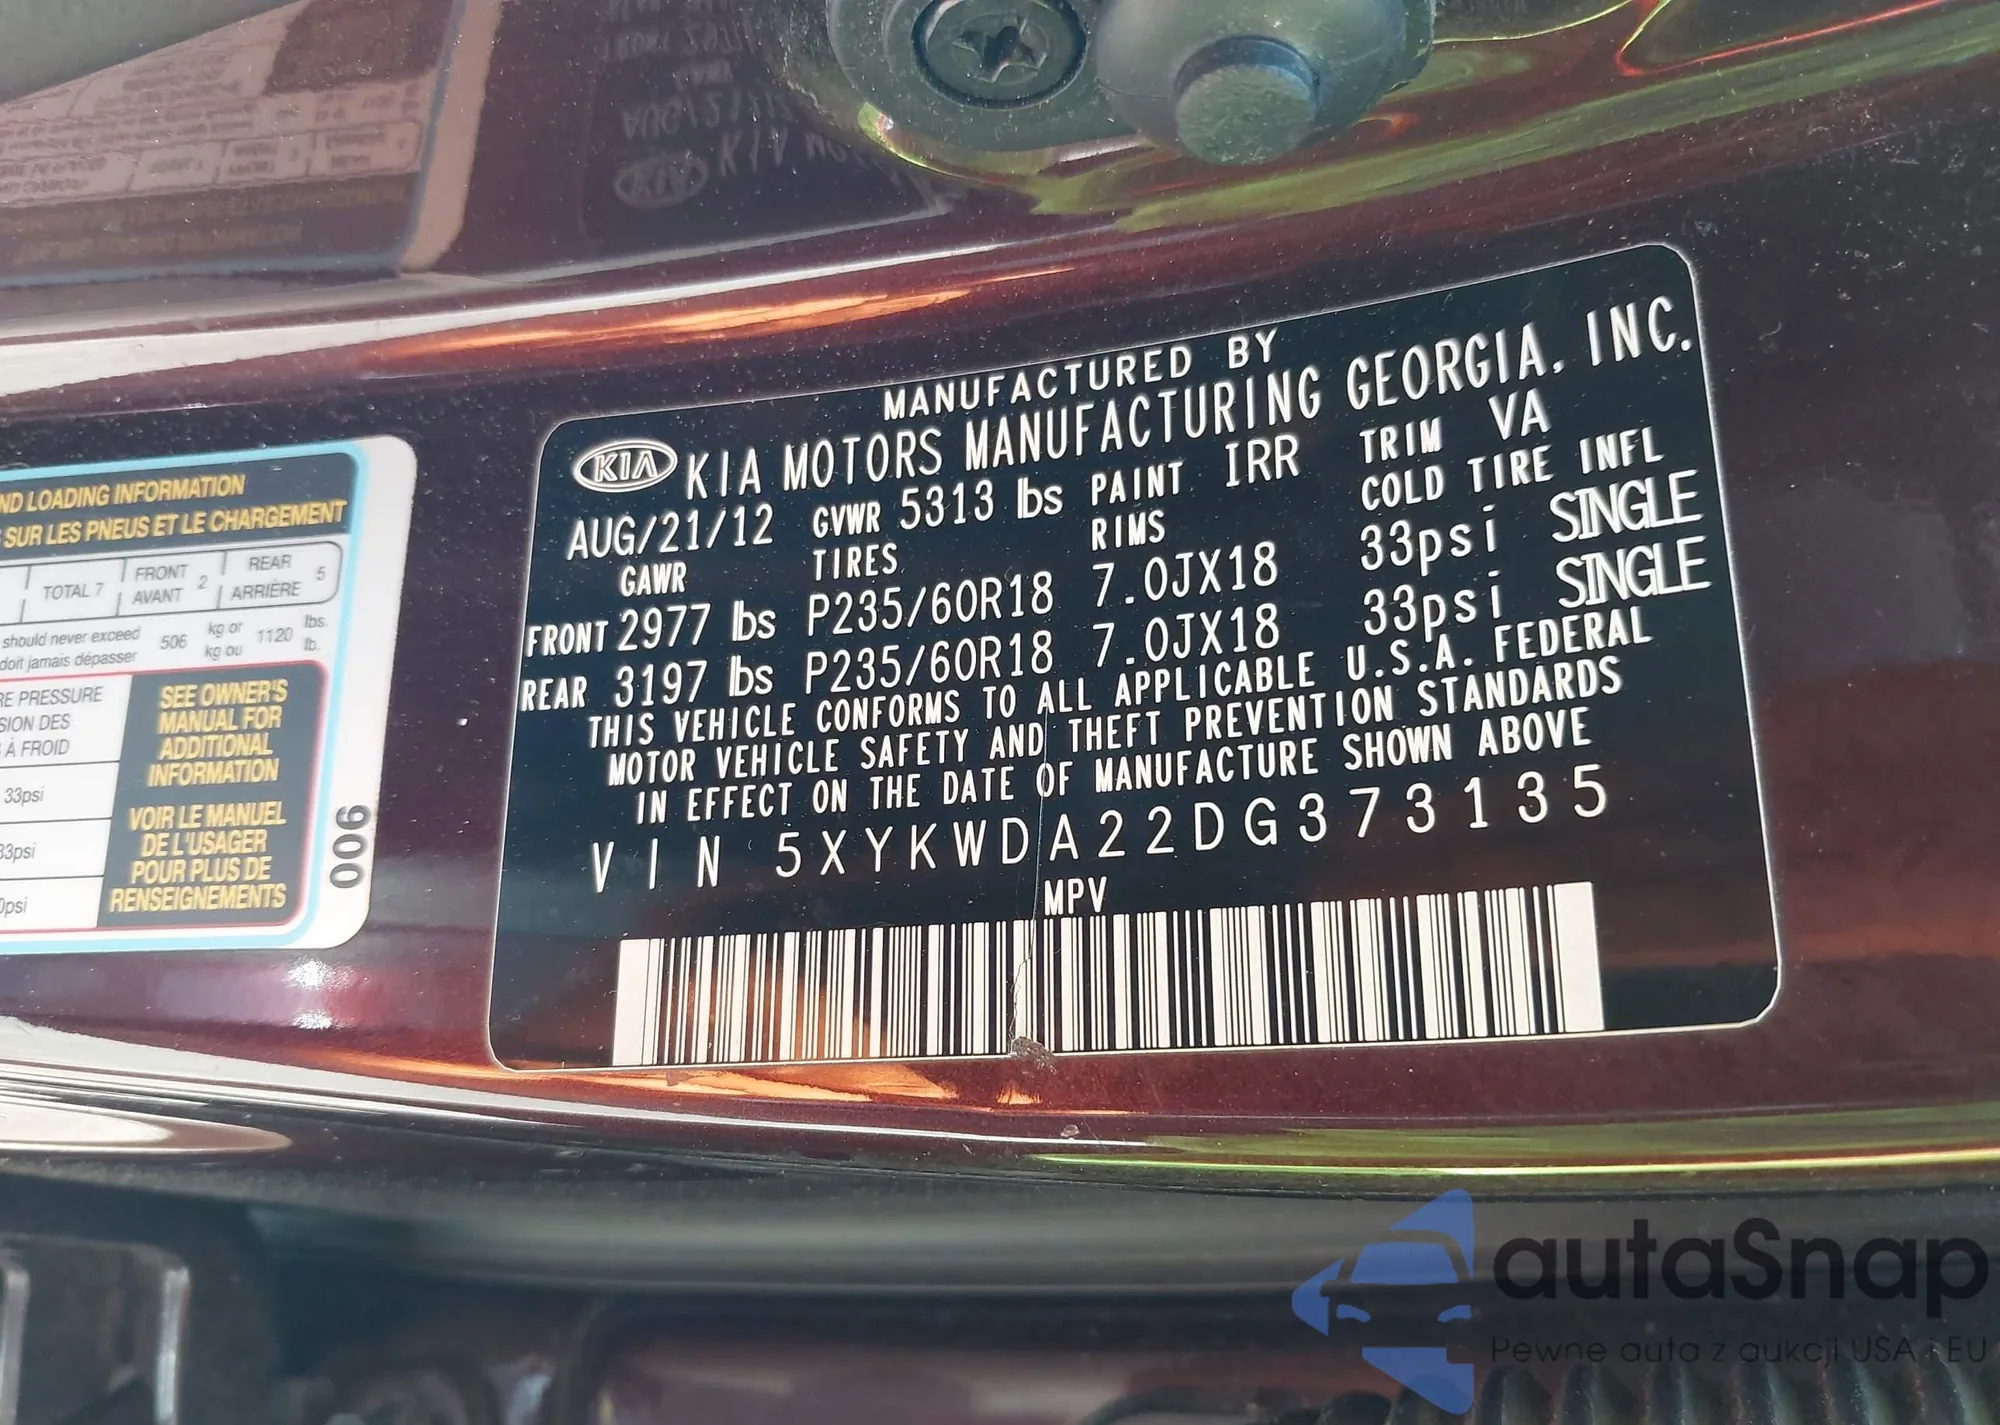 ND LOADING INFORMATION
SUR LES PNEUS ET LE CHARGEMENT
TOTAL 7
FRONT
AVANT
2
REAR
ARRIÈRE
5
should never exceed
doit jamais dépasser
506
kg or
kg ou
1120
lbs.
lb.
RE PRESSURE
SION DES
À FROID
33psi
33psi
0psi
SEE OWNER'S
MANUAL FOR
ADDITIONAL
INFORMATION
VOIR LE MANUEL
DE L'USAGER
POUR PLUS DE
RENSEIGNEMENTS
006
MANUFACTURED BY
KIA KIA MOTORS MANUFACTURING GEORGIA, INC.
AUG/21/12 GVWR 5313 lbs PAINT IRR TRIM VA
GAWR TIRES RIMS COLD TIRE INFL
FRONT 2977 lbs P235/60R18 7.0JX18 33psi SINGLE
REAR 3197 lbs P235/60R18 7.0JX18 33psi SINGLE
THIS VEHICLE CONFORMS TO ALL APPLICABLE U.S.A. FEDERAL
MOTOR VEHICLE SAFETY AND THEFT PREVENTION STANDARDS
IN EFFECT ON THE DATE OF MANUFACTURE SHOWN ABOVE
VIN 5XYKWDA22DG373135
MPV
autaSnap
Pewne auta z aukcji USA i EU